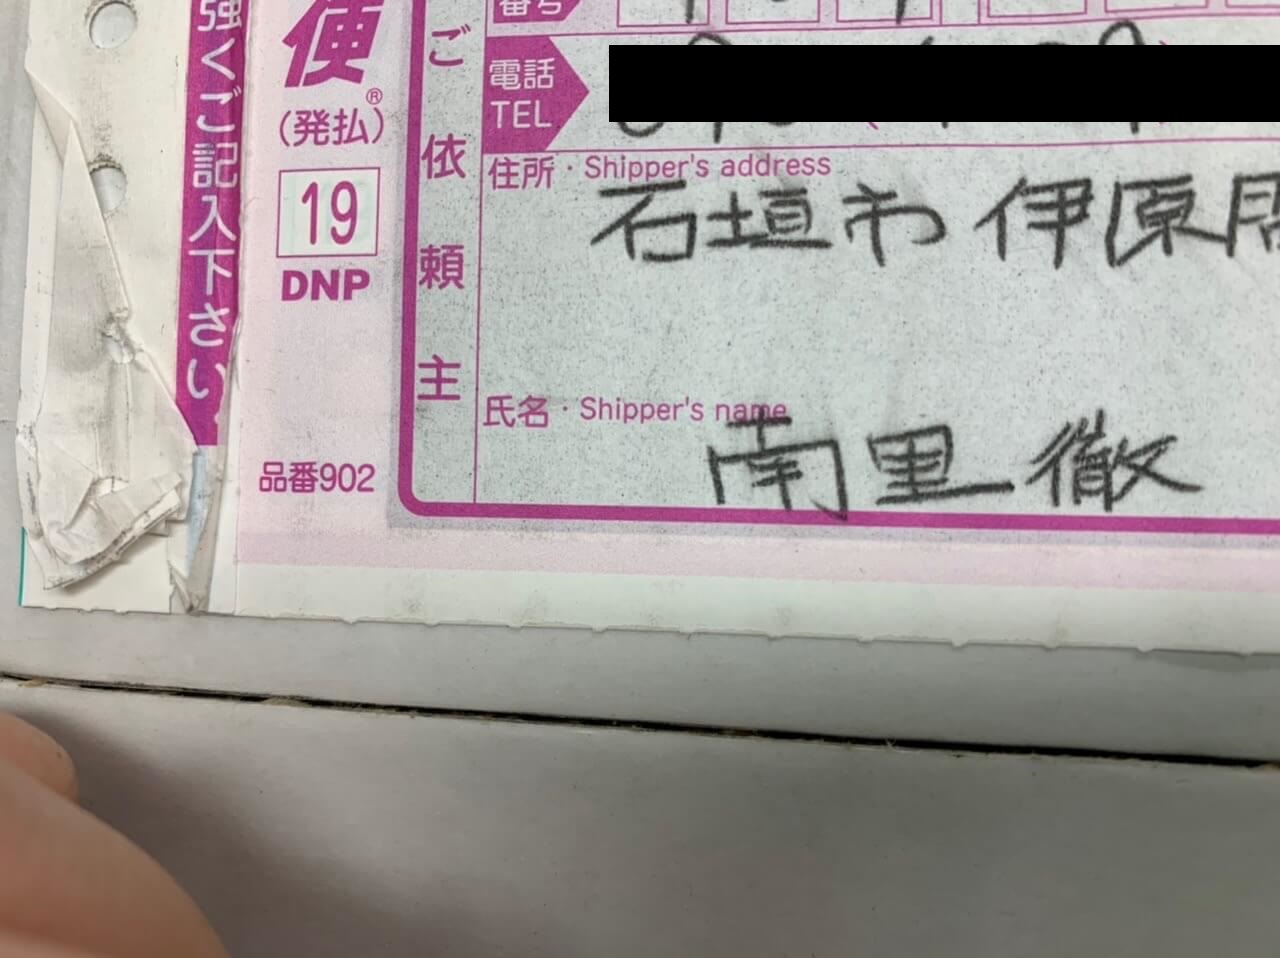 強くご記入下さい。
便®
(発払)
19
DNP
品番902
ご依頼主
番号
電話
TEL
住所・Shipper's address
石垣市 伊原間
氏名・Shipper's name
南里 徹